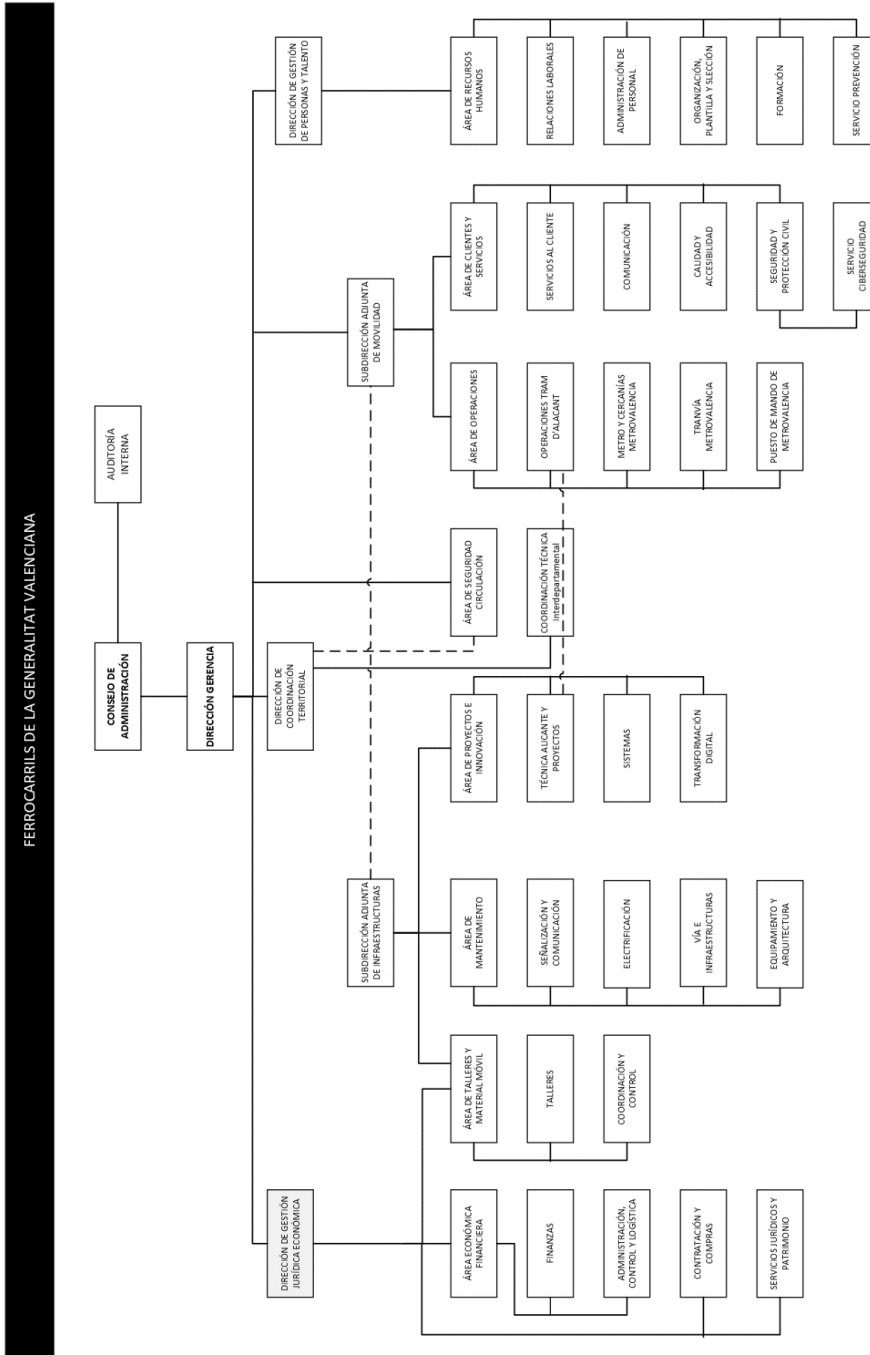 FERROCARRILS DE LA GENERALITAT VALENCIANA
AUDITORÍA
INTERNA
CONSEJO DE
ADMINISTRACIÓN
DIRECCIÓN GERENCIA
DIRECCIÓN DE GESTIÓN
JURÍDICA ECONÓMICA
DIRECCIÓN DE
COORDINACIÓN
TERRITORIAL
DIRECCIÓN DE GESTIÓN
DE PERSONAS Y TALENTO
SUBDIRECCIÓN ADJUNTA
DE INFRAESTRUCTURAS
SUBDIRECCIÓN ADJUNTA
DE MOVILIDAD
ÁREA ECONÓMICA
FINANCIERA
FINANZAS
ADMINISTRACIÓN,
CONTROL Y LOGÍSTICA
CONTRATACIÓN Y
COMPRAS
SERVICIOS JURÍDICOS Y
PATRIMONIO
ÁREA DE TALLERES Y
MATERIAL MÓVIL
TALLERES
COORDINACIÓN Y
CONTROL
ÁREA DE
MANTENIMIENTO
SEÑALIZACIÓN Y
COMUNICACIÓN
ELECTRIFICACIÓN
VÍA E
INFRAESTRUCTURAS
EQUIPAMIENTO Y
ARQUITECTURA
ÁREA DE PROYECTOS E
INNOVACIÓN
TÉCNICA ALICANTE Y
PROYECTOS
SISTEMAS
TRANSFORMACIÓN
DIGITAL
ÁREA DE SEGURIDAD
CIRCULACIÓN
COORDINACIÓN TÉCNICA
Interdepartamental
ÁREA DE OPERACIONES
OPERACIONES TRAM
D'ALACANT
METRO Y CERCANÍAS
METROVALENCIA
TRANVÍA
METROVALENCIA
PUESTO DE MANDO DE
METROVALENCIA
ÁREA DE CLIENTES Y
SERVICIOS
SERVICIOS AL CLIENTE
COMUNICACIÓN
CALIDAD Y
ACCESIBILIDAD
SEGURIDAD Y
PROTECCIÓN CIVIL
SERVICIO
CIBERSEGURIDAD
ÁREA DE RECURSOS
HUMANOS
RELACIONES LABORALES
ADMINISTRACIÓN DE
PERSONAL
ORGANIZACIÓN,
PLANTILLA Y SLECCIÓN
FORMACIÓN
SERVICIO PREVENCIÓN